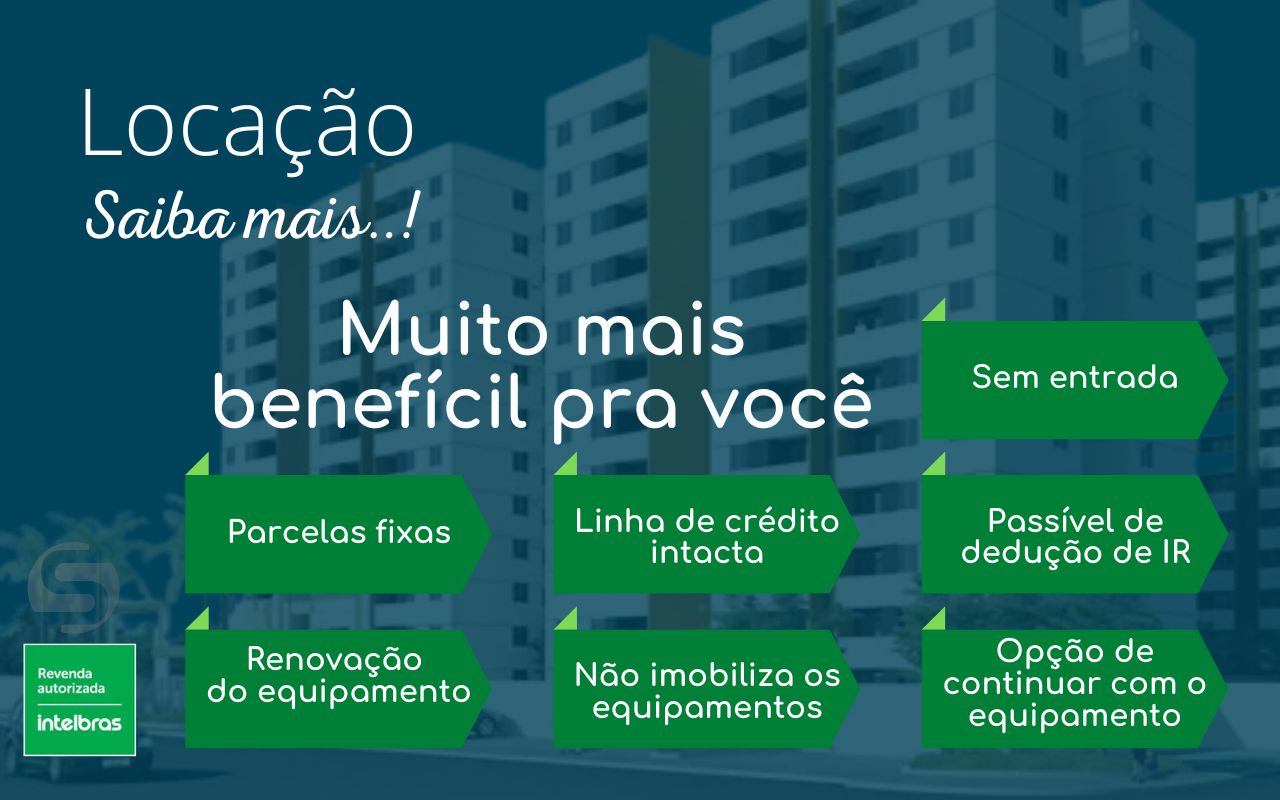 Locação
Saiba mais..!
Muito mais
benefícil pra você
Sem entrada
Parcelas fixas
Linha de crédito
intacta
Passível de
dedução de IR
Renovação
do equipamento
Não imobiliza os
equipamentos
Opção de
continuar com o
equipamento
Revenda
autorizada
intelbras